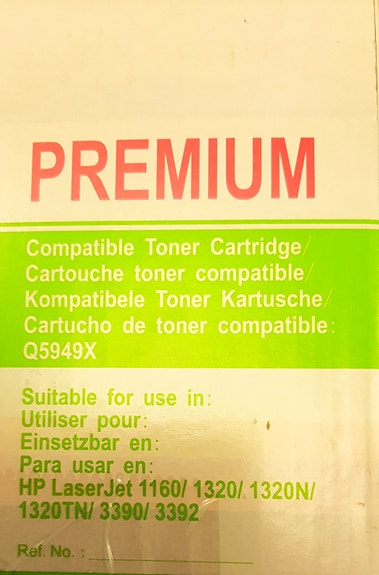 PREMIUM
Compatible Toner Cartridge/
Cartouche toner compatible/
Kompatibele Toner Kartusche/
Cartucho de toner compatible:
Q5949X
Suitable for use in:
Utiliser pour:
Einsetzbar en:
Para usar en:
HP LaserJet 1160/ 1320/ 1320N/
1320TN/ 3390/ 3392
Ref. No. :